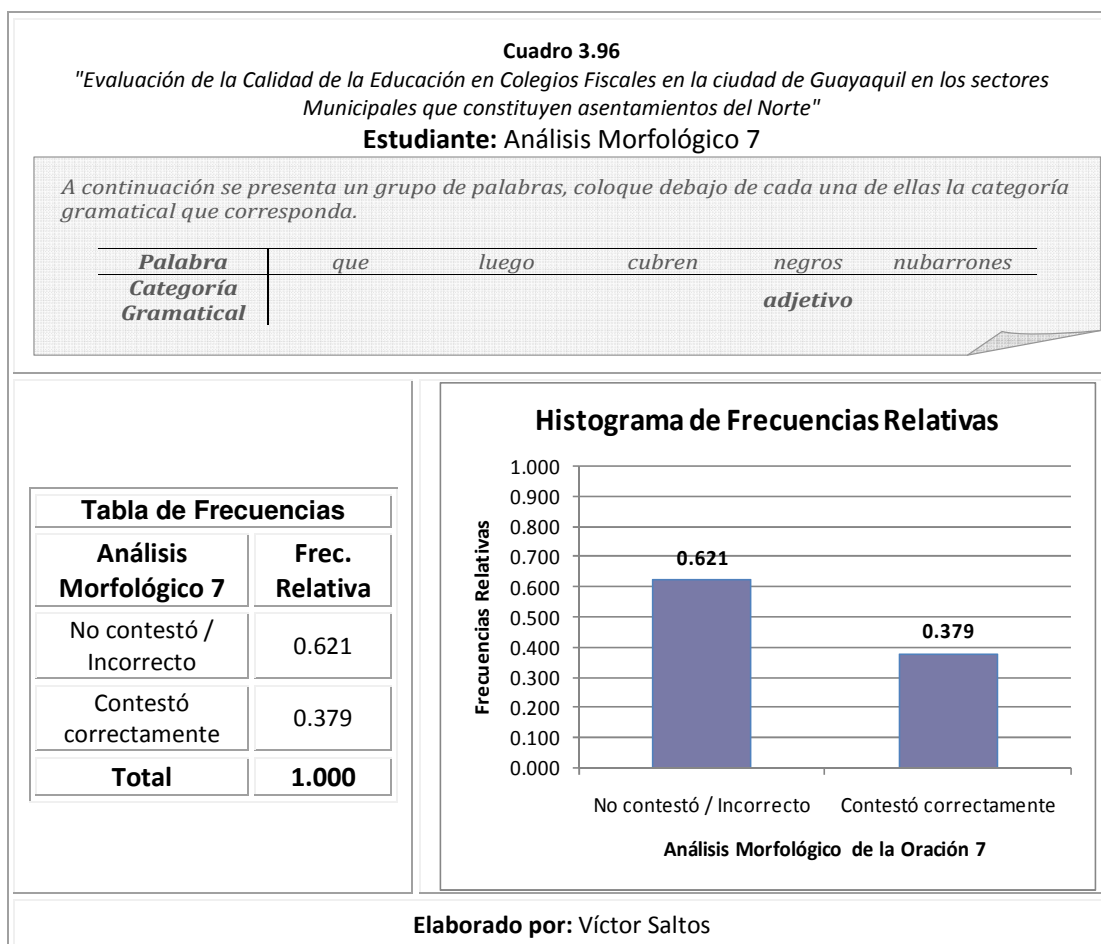 Cuadro 3.96
"Evaluación de la Calidad de la Educación en Colegios Fiscales en la ciudad de Guayaquil en los sectores
Municipales que constituyen asentamientos del Norte"
Estudiante: Análisis Morfológico 7
A continuación se presenta un grupo de palabras, coloque debajo de cada una de ellas la categoría
gramatical que corresponda.
Palabra que luego cubren negros nubarrones
Categoría
Gramatical adjetivo
Tabla de Frecuencias
Análisis
Morfológico 7
Frec.
Relativa
No contestó /
Incorrecto
0.621
Contestó
correctamente
0.379
Total 1.000
Histograma de Frecuencias Relativas
Frecuencias Relativas
1.000
0.900
0.800
0.700
0.600
0.500
0.400
0.300
0.200
0.100
0.000
0.621
0.379
No contestó / Incorrecto Contestó correctamente
Análisis Morfológico de la Oración 7
Elaborado por: Víctor Saltos